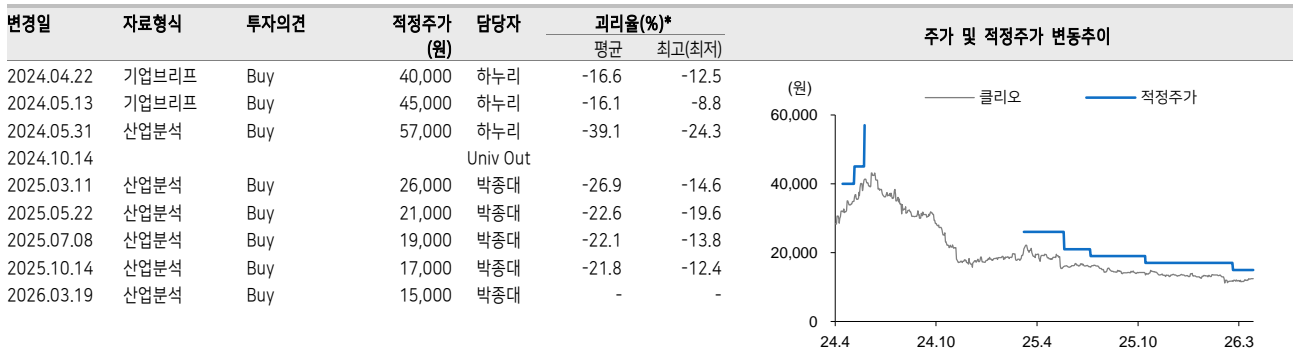 변경일 자료형식 투자의견 적정주가 (원) 담당자 괴리율(%)* 주가 및 적정주가 변동추이
평균 최고(최저)
2024.04.22 기업브리프 Buy 40,000 하누리 -16.6 -12.5
2024.05.13 기업브리프 Buy 45,000 하누리 -16.1 -8.8
2024.05.31 산업분석 Buy 57,000 하누리 -39.1 -24.3
2024.10.14 Univ Out
2025.03.11 산업분석 Buy 26,000 박종대 -26.9 -14.6
2025.05.22 산업분석 Buy 21,000 박종대 -22.6 -19.6
2025.07.08 산업분석 Buy 19,000 박종대 -22.1 -13.8
2025.10.14 산업분석 Buy 17,000 박종대 -21.8 -12.4
2026.03.19 산업분석 Buy 15,000 박종대 - -
(원)
클리오 적정주가
60,000
40,000
20,000
0
24.4 24.10 25.4 25.10 26.3